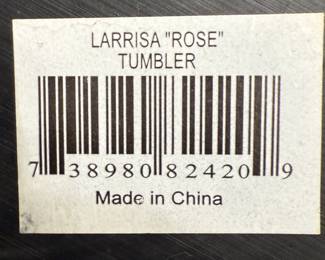 LARRISA "ROSE"
TUMBLER
7 38980 82420 9
Made in China